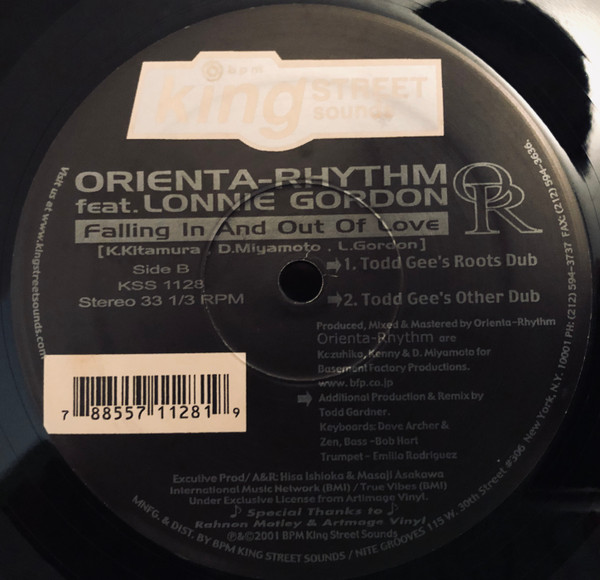 bpm
king STREET
sounds
ORIENTA-RHYTHM
feat. LONNIE GORDON
OR
Falling In And Out Of Love
[K.Kitamura . D.Miyamoto . L.Gordon]
Side B
KSS 1128
Stereo 33 1/3 RPM
1. Todd Gee's Roots Dub
2. Todd Gee's Other Dub
Produced, Mixed & Mastered by Orienta-Rhythm
Orienta-Rhythm are
Kazuhiko, Kenny & D. Miyamoto for
Basement Factory Productions.
www.bfp.co.jp
Additional Production & Remix by
Todd Gardner.
Keyboards: Dave Archer &
Zen, Bass -Bob Hart
Trumpet - Emilio Rodriguez
7 88557 11281 9
Excutive Prod/ A&R: Hisa Ishioka & Masaji Asakawa
International Music Network (BMI) / True Vibes (BMI)
Under Exclusive License from Artimage Vinyl.
♪ Special Thanks to ♪
Rahnon Motley & Artmage Vinyl
℗&©2001 BPM King Street Sounds
Visit us at www.kingstreetsounds.com
MNFG. & DIST. BY BPM KING STREET SOUNDS / NITE GROOVES 115 W. 30th Street #306 New York, N.Y. 10001 PH: (212) 594-3737 FAX: (212) 594-3636.